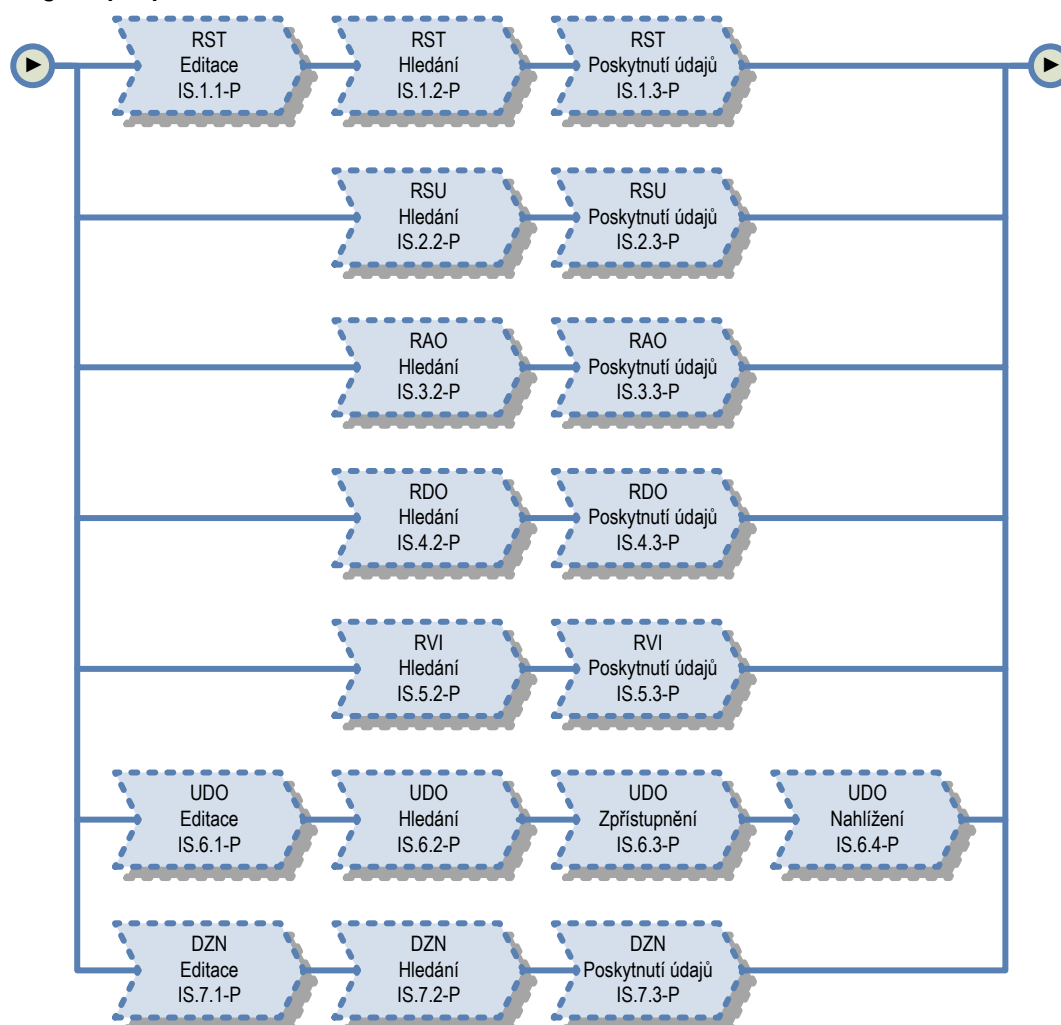 RST
Editace
IS.1.1-P
RST
Hledání
IS.1.2-P
RST
Poskytnutí údajů
IS.1.3-P
RSU
Hledání
IS.2.2-P
RSU
Poskytnutí údajů
IS.2.3-P
RAO
Hledání
IS.3.2-P
RAO
Poskytnutí údajů
IS.3.3-P
RDO
Hledání
IS.4.2-P
RDO
Poskytnutí údajů
IS.4.3-P
RVI
Hledání
IS.5.2-P
RVI
Poskytnutí údajů
IS.5.3-P
UDO
Editace
IS.6.1-P
UDO
Hledání
IS.6.2-P
UDO
Zpřístupnění
IS.6.3-P
UDO
Nahlížení
IS.6.4-P
DZN
Editace
IS.7.1-P
DZN
Hledání
IS.7.2-P
DZN
Poskytnutí údajů
IS.7.3-P